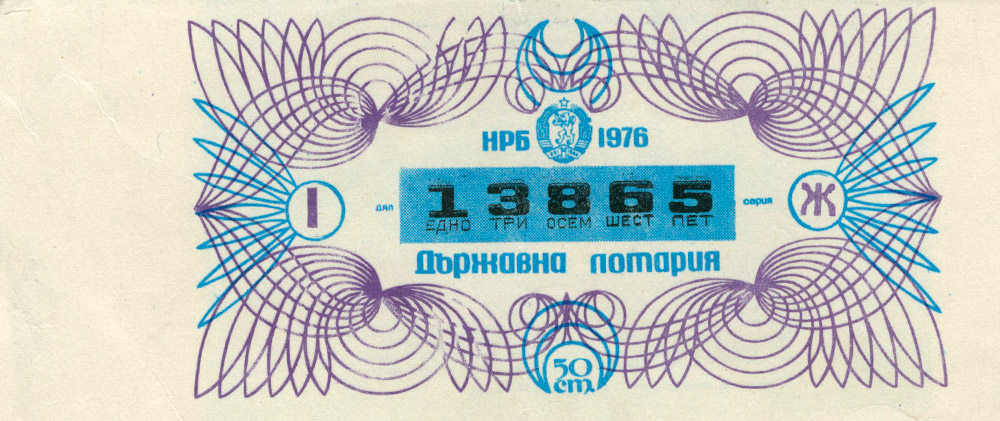 НРБ 1976
I дял 13865 серия Ж
ЕДНО ТРИ ОСЕМ ШЕСТ ПЕТ
Държавна лотария
50
ст.